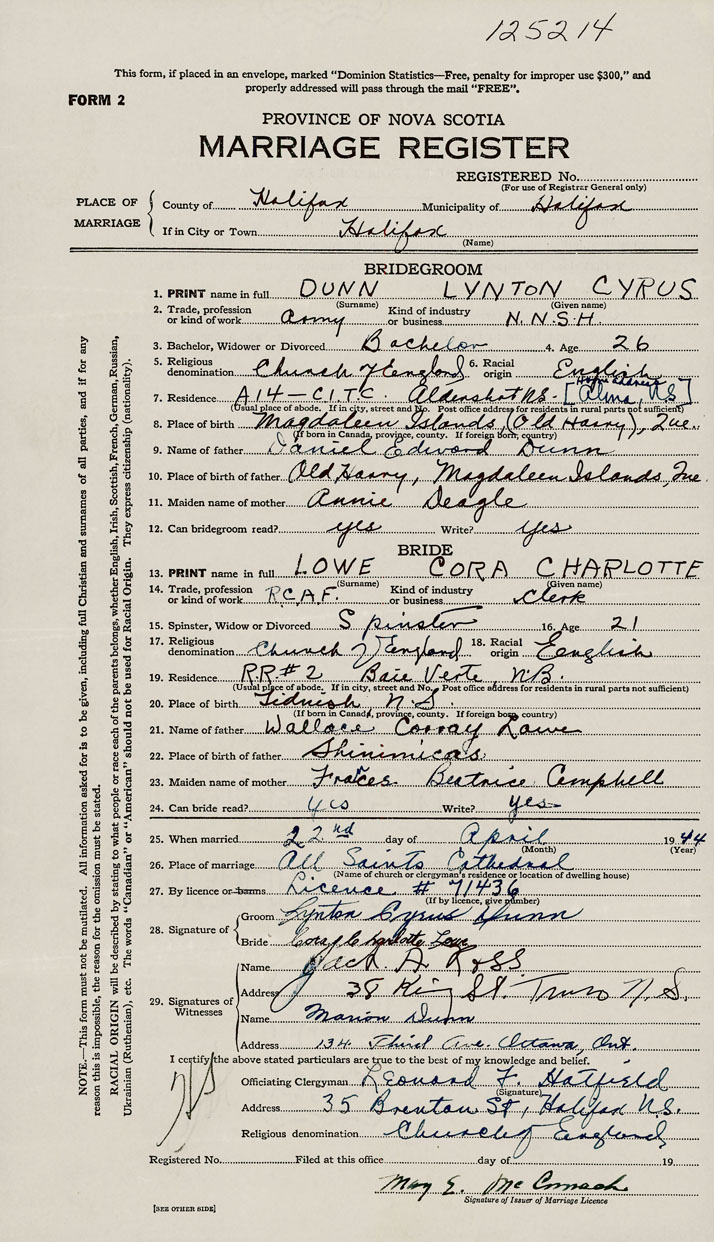 125214
This form, if placed in an envelope, marked "Dominion Statistics—Free, penalty for improper use $300," and
properly addressed will pass through the mail "FREE".
FORM 2
PROVINCE OF NOVA SCOTIA
MARRIAGE REGISTER
REGISTERED No.
(For use of Registrar General only)
PLACE OF MARRIAGE
County of Halifax Municipality of Halifax
If in City or Town Halifax
(Name)
BRIDEGROOM
1. PRINT name in full DUNN LYNTON CYRUS
(Surname) (Given name)
2. Trade, profession or kind of work Army Kind of industry or business N.N.S.H.
3. Bachelor, Widower or Divorced Bachelor 4. Age 26
5. Religious denomination Church of England 6. Racial origin English
7. Residence A14-C.I.T.C. Aldershot N.S. [Alma, N.S]
(Usual place of abode. If in city, street and No. Post office address for residents in rural parts not sufficient)
8. Place of birth Magdaleen Islands, (Old Harry), Que.
(If born in Canada, province, county. If foreign born, country)
9. Name of father Daniel Edward Dunn
10. Place of birth of father Old Harry, Magdaleen Islands, Que
11. Maiden name of mother Annie Deagle
12. Can bridegroom read? yes Write? yes
BRIDE
13. PRINT name in full LOWE CORA CHARLOTTE
(Surname) (Given name)
14. Trade, profession or kind of work R.C.A.F. Kind of industry or business Clerk
15. Spinster, Widow or Divorced Spinster 16. Age 21
17. Religious denomination Church of England 18. Racial origin Eenglish
19. Residence R.R.#2 Baie Verte, N.B.
(Usual place of abode. If in city, street and No. Post office address for residents in rural parts not sufficient)
20. Place of birth Tidnish, N.S.
(If born in Canada, province, county. If foreign born, country)
21. Name of father Wallace Lowe
22. Place of birth of father Shinimicas
23. Maiden name of mother Frances Beatrice Cempbell
24. Can bride read? yes Write? yes
25. When married 22nd day of April 1944
(Month) (Year)
26. Place of marriage All Saints Cathedral
(Name of church or clergyman's residence or location of dwelling house)
27. By licence or banns Licence # 71436
(If by licence, give number)
28. Signature of Groom Lynton Cyrus Dunn
Bride Cora Charlotte Lowe
29. Signatures of Witnesses
Name Jack A Ross
Address 38 King St. Truro N.S.
Name Marion Dunn
Address 134 Third Ave. Ottawa, Ont.
I certify the above stated particulars are true to the best of my knowledge and belief.
Officiating Clergyman Leonard F. Hatfield
(Signature)
Address 35 Brenton St, Halifax N.S.
Religious denomination Church of England
Registered No. Filed at this office day of 19
May E. McCormack
Signature of Issuer of Marriage Licence
[SEE OTHER SIDE]
NOTE.—This form must not be mutilated. All information asked for is to be given, including full Christian and surnames of all parties, and if for any
reason this is impossible, the reason for the omission must be stated.
RACIAL ORIGIN will be described by stating to what people or race each of the parents belongs, whether English, Irish, Scottish, French, German, Russian,
Ukrainian (Ruthenian), etc. The words "Canadian" or "American" should not be used for Racial Origin. They express citizenship (nationality).